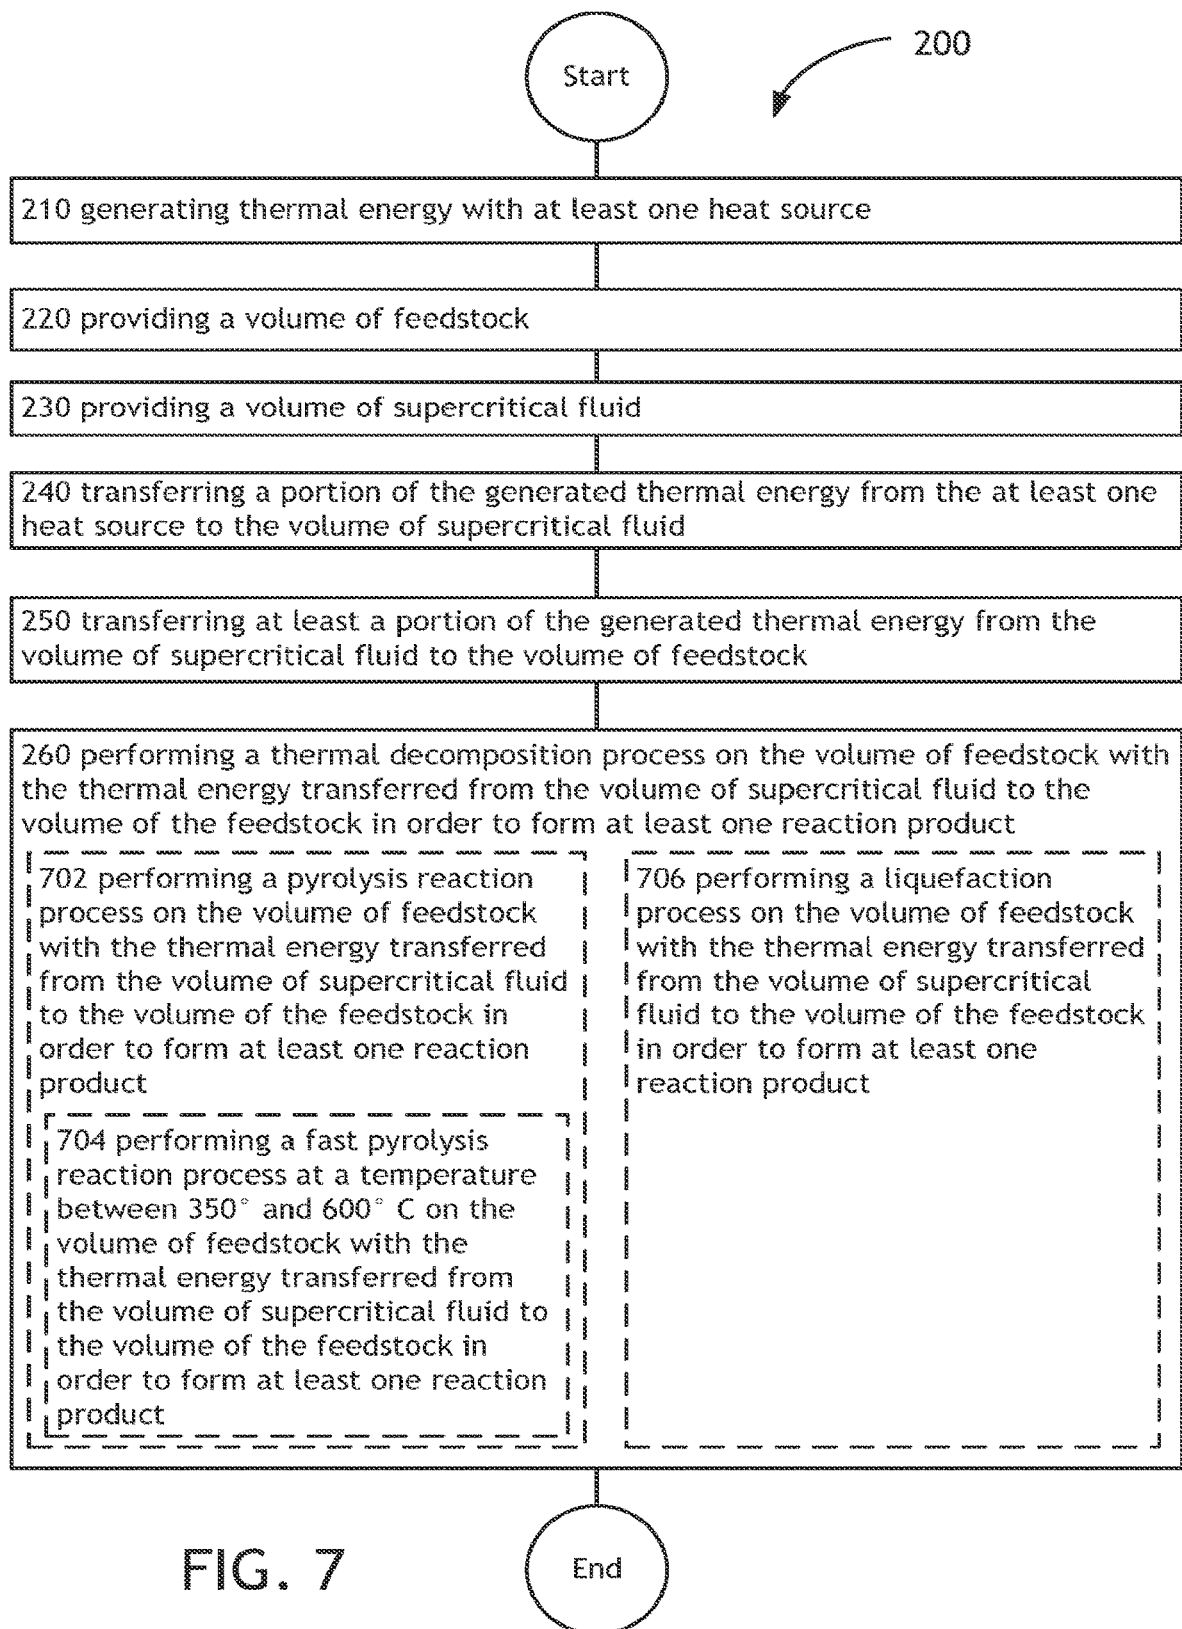 Start
200
210 generating thermal energy with at least one heat source
220 providing a volume of feedstock
230 providing a volume of supercritical fluid
240 transferring a portion of the generated thermal energy from the at least one
heat source to the volume of supercritical fluid
250 transferring at least a portion of the generated thermal energy from the
volume of supercritical fluid to the volume of feedstock
260 performing a thermal decomposition process on the volume of feedstock with
the thermal energy transferred from the volume of supercritical fluid to the
volume of the feedstock in order to form at least one reaction product
702 performing a pyrolysis reaction
process on the volume of feedstock
with the thermal energy transferred
from the volume of supercritical fluid
to the volume of the feedstock in
order to form at least one reaction
product
704 performing a fast pyrolysis
reaction process at a temperature
between 350° and 600° C on the
volume of feedstock with the
thermal energy transferred from
the volume of supercritical fluid to
the volume of the feedstock in
order to form at least one reaction
product
706 performing a liquefaction
process on the volume of feedstock
with the thermal energy transferred
from the volume of supercritical
fluid to the volume of the feedstock
in order to form at least one
reaction product
End
FIG. 7